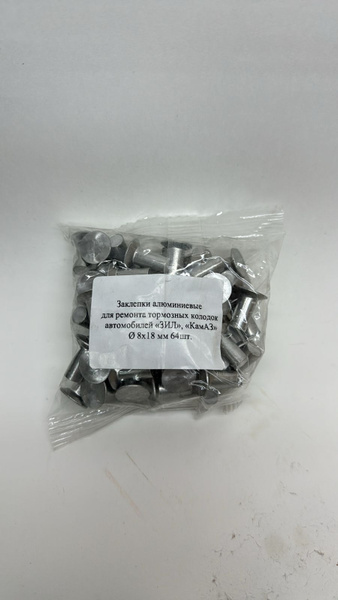 Заклепки алюминиевые
для ремонта тормозных колодок
автомобилей «ЗИЛ», «КамАЗ»
Ø 8х18 мм 64шт.